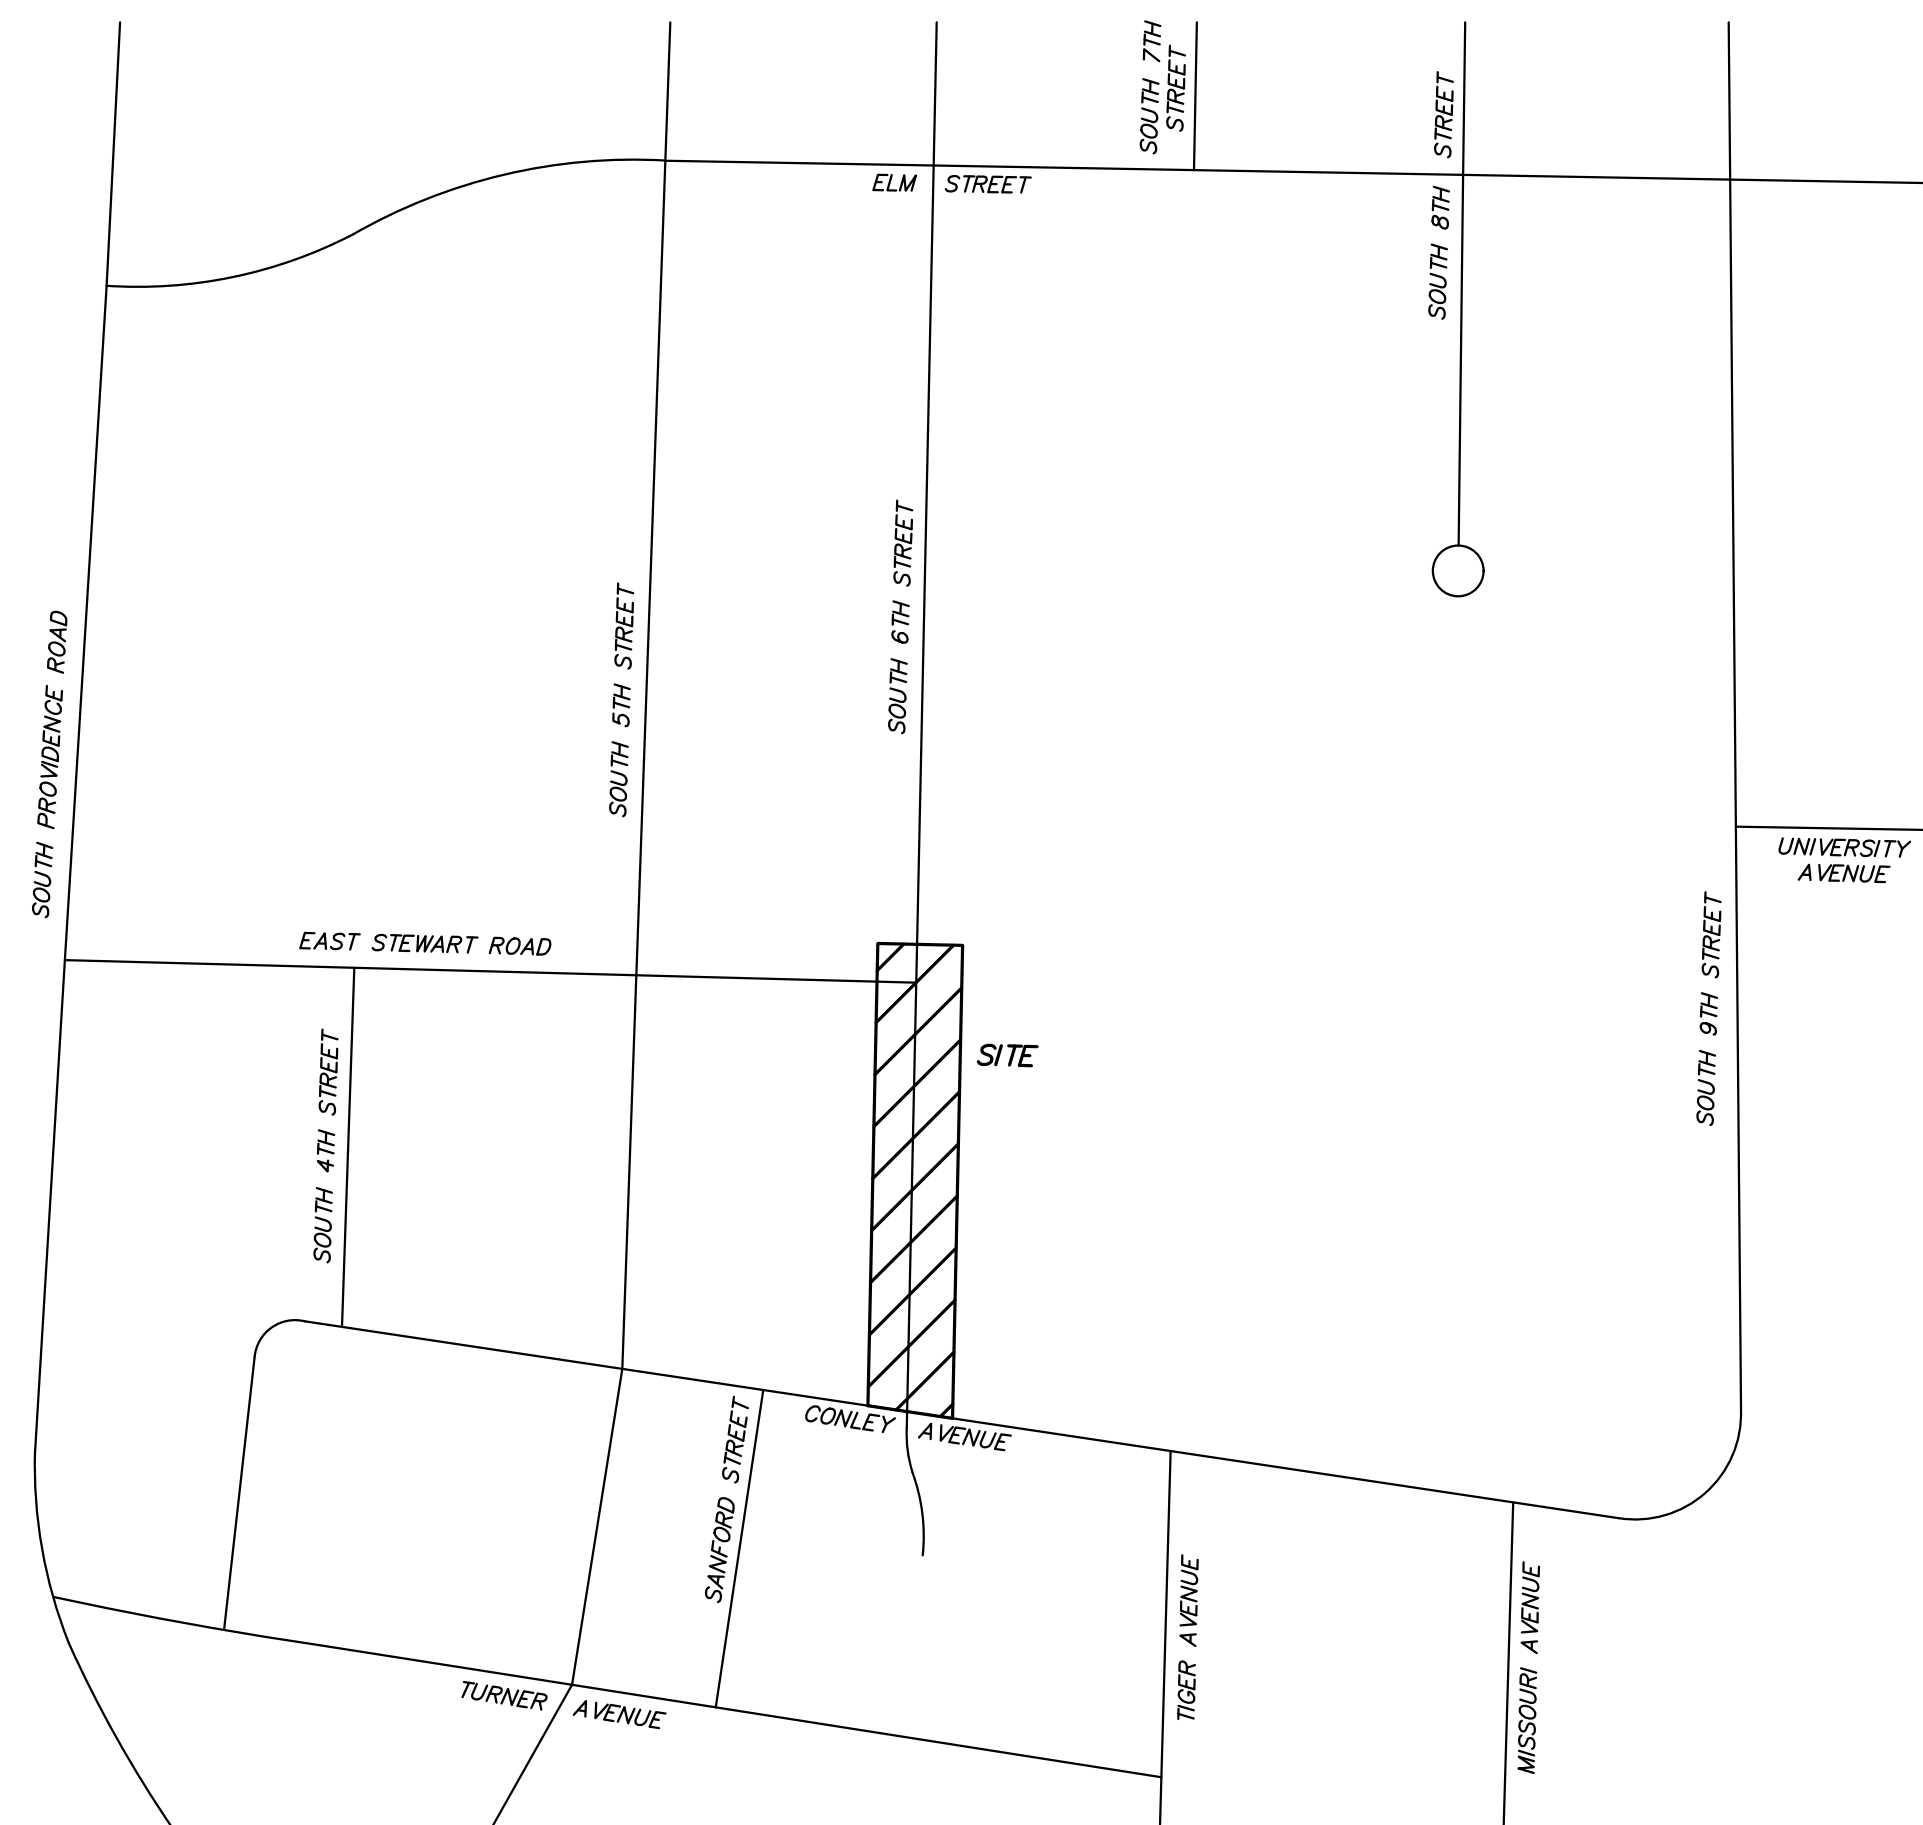 SOUTH 7TH
STREET
SOUTH 8TH STREET
ELM STREET
SOUTH 6TH STREET
SOUTH 5TH STREET
SOUTH PROVIDENCE ROAD
UNIVERSITY
AVENUE
SOUTH 9TH STREET
EAST STEWART ROAD
SITE
SOUTH 4TH STREET
CONLEY AVENUE
SANFORD STREET
TIGER AVENUE
MISSOURI AVENUE
TURNER AVENUE